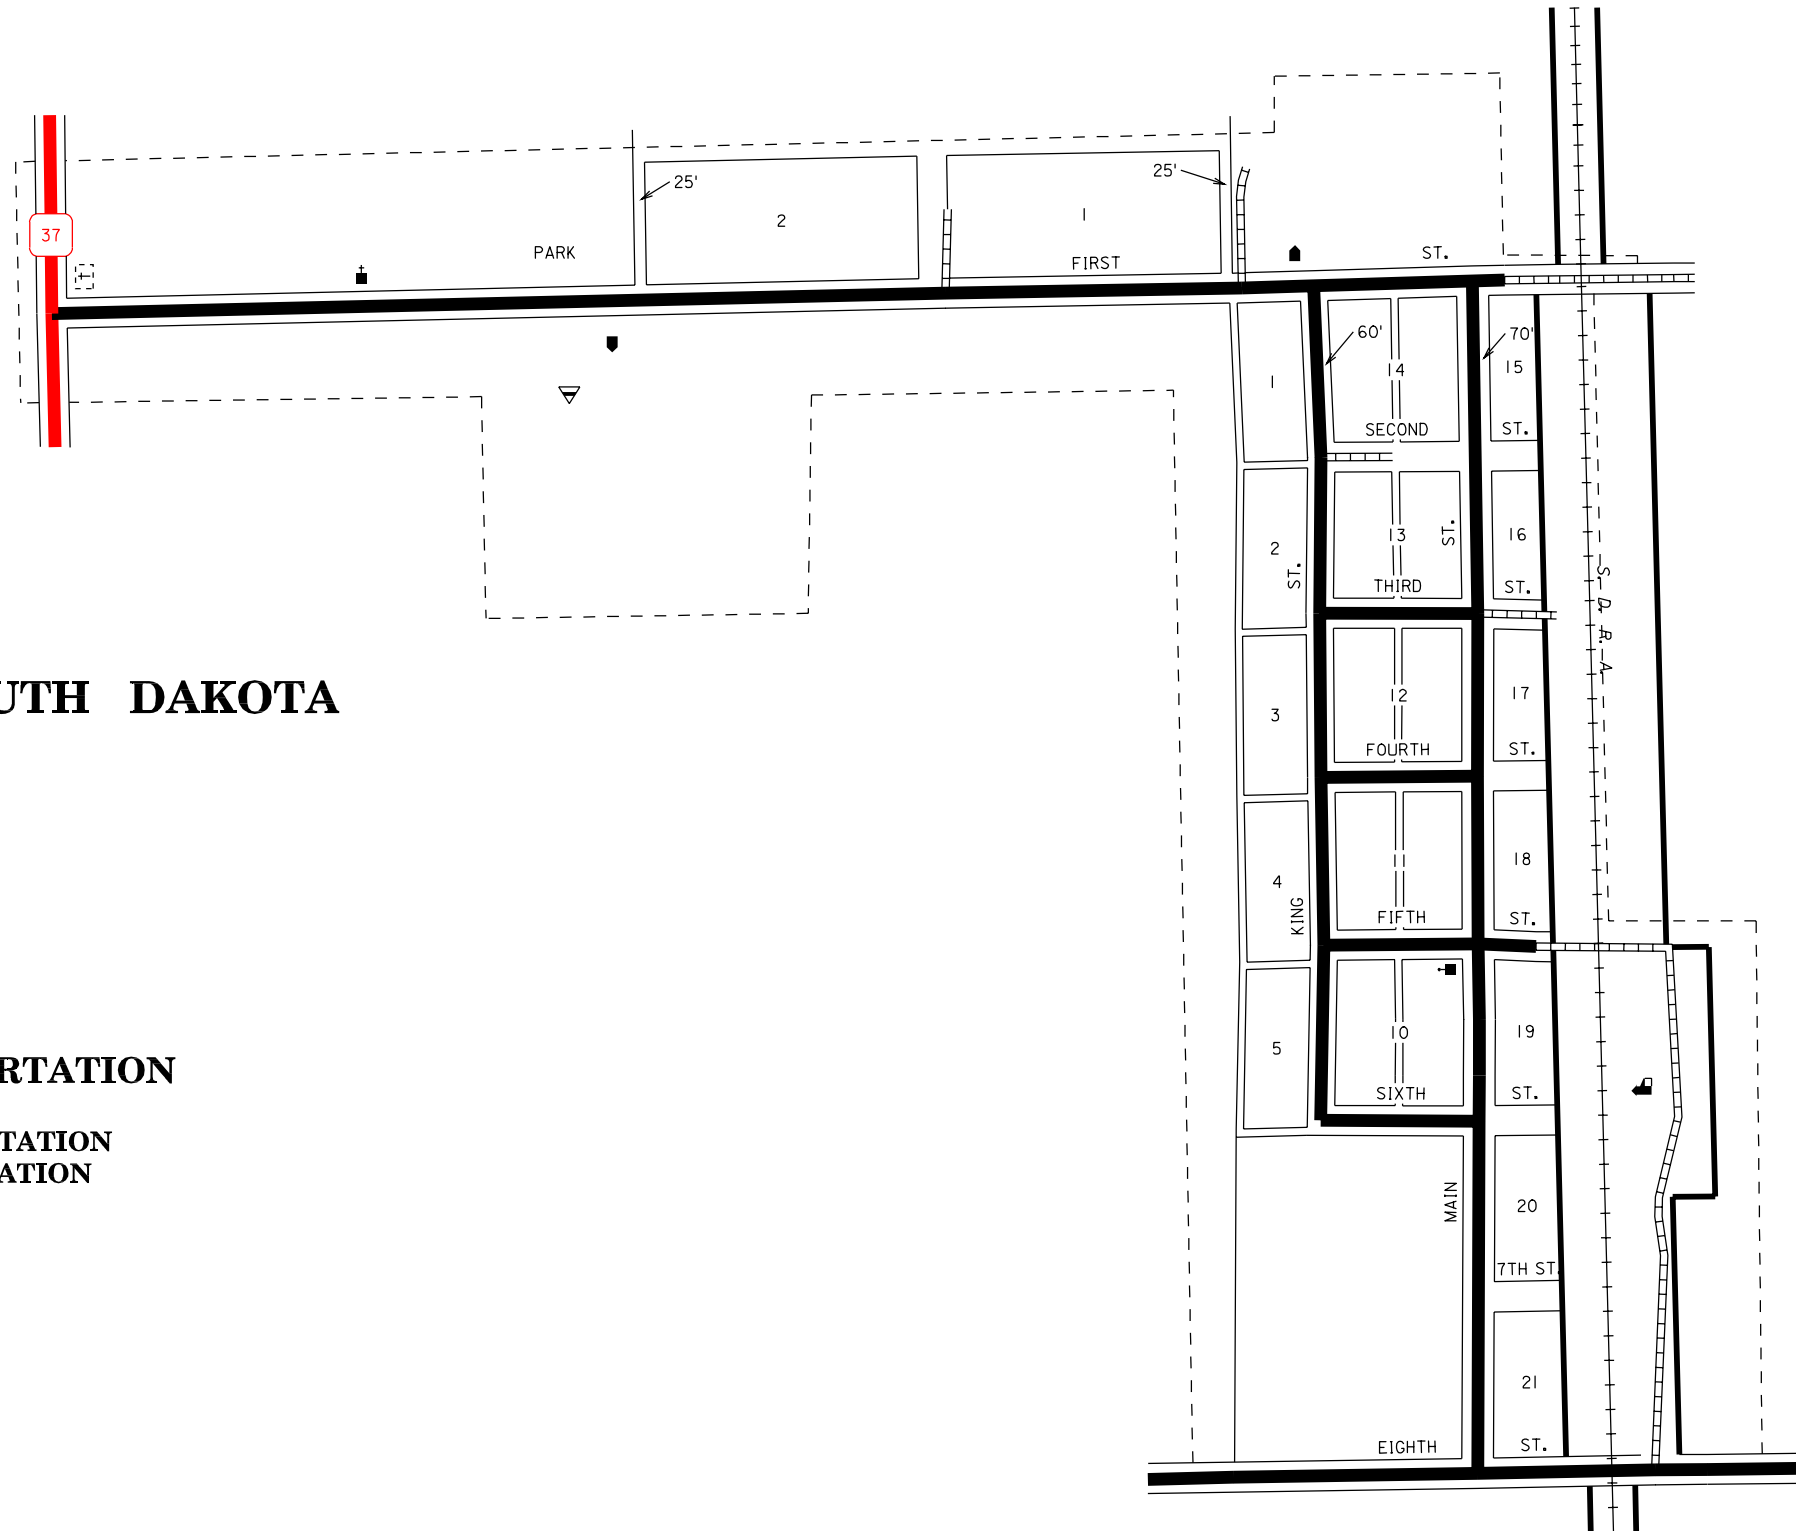 25'
25'
2
1
37
PARK
FIRST
ST.
60'
70'
1
14
15
SECOND
ST.
2
13
ST.
16
ST.
THIRD
ST.
S. D. R. A.
UTH DAKOTA
3
12
17
FOURTH
ST.
4
11
18
KING
FIFTH
ST.
5
10
19
RTATION
SIXTH
ST.
TATION
ATION
MAIN
20
7TH ST.
21
EIGHTH
ST.